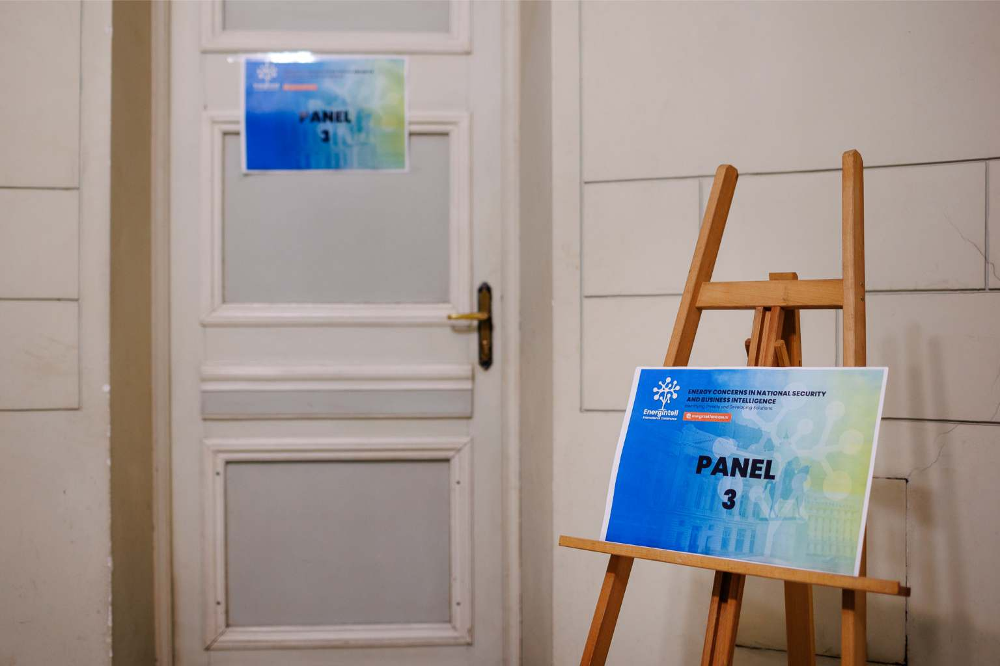 PANEL
3
EnergIntell
International Conference
ENERGY CONCERNS IN NATIONAL SECURITY
AND BUSINESS INTELLIGENCE
Identifying Threats and Developing Solutions
PANEL
3